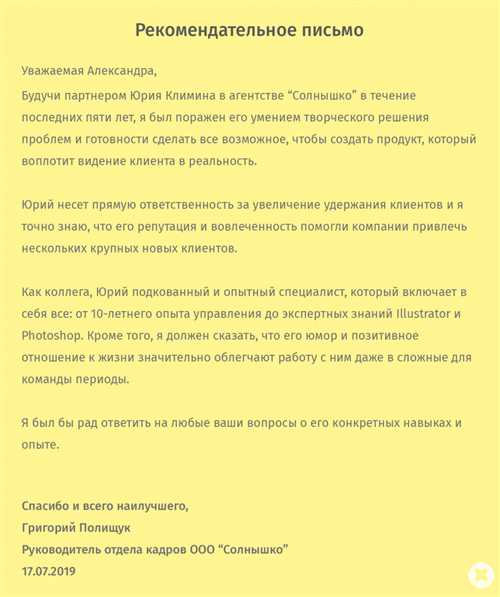 Рекомендательное письмо
Уважаемая Александра,
Будучи партнером Юрия Климина в агентстве “Солнышко” в течение
последних пяти лет, я был поражен его умением творческого решения
проблем и готовности сделать все возможное, чтобы создать продукт, который
воплотит видение клиента в реальность.
Юрий несет прямую ответственность за увеличение удержания клиентов и я
точно знаю, что его репутация и вовлеченность помогли компании привлечь
нескольких крупных новых клиентов.
Как коллега, Юрий подкованный и опытный специалист, который включает в
себя все: от 10-летнего опыта управления до экспертных знаний Illustrator и
Photoshop. Кроме того, я должен сказать, что его юмор и позитивное
отношение к жизни значительно облегчают работу с ним даже в сложные для
команды периоды.
Я был бы рад ответить на любые ваши вопросы о его конкретных навыках и
опыте.
Спасибо и всего наилучшего,
Григорий Полищук
Руководитель отдела кадров ООО “Солнышко”
17.07.2019